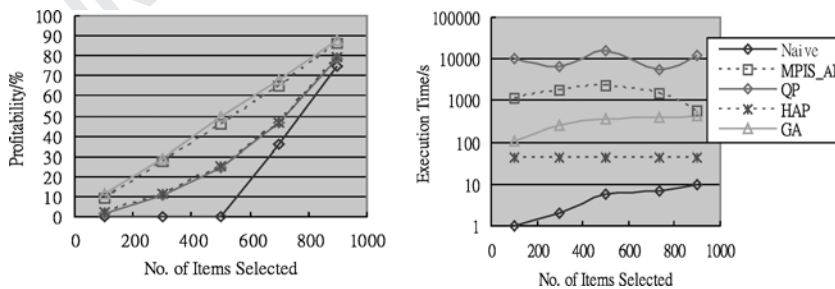 100
90
80
70
60
50
40
30
20
10
0
Profitability/%
0 200 400 600 800 1000
No. of Items Selected
100000
10000
1000
100
10
1
Execution Time/s
0 200 400 600 800 1000
No. of Items Selected
Naive
MPIS_Al
QP
HAP
GA